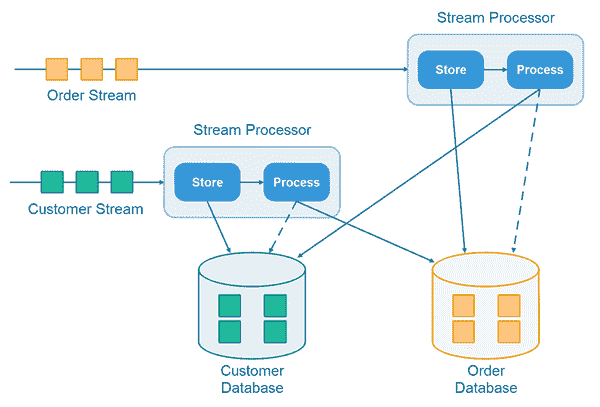 Stream Processor
Store
Process
Order Stream
Stream Processor
Store
Process
Customer Stream
Customer
Database
Order
Database